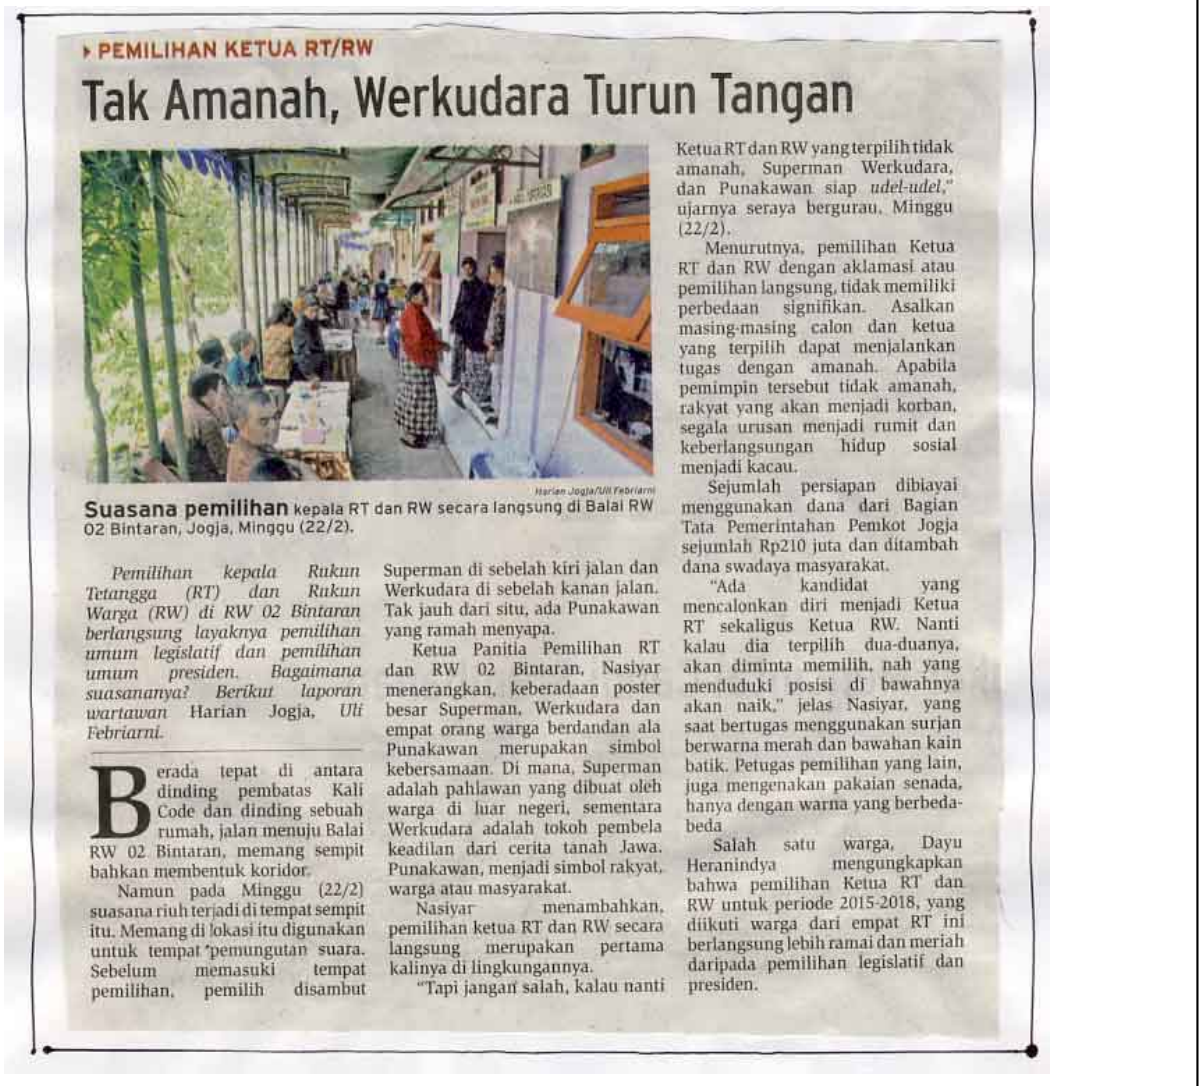 PEMILIHAN KETUA RT/RW
Tak Amanah, Werkudara Turun Tangan
Harian Jogja/Uli Febriarni
Suasana pemilihan kepala RT dan RW secara langsung di Balai RW
02 Bintaran, Jogja, Minggu (22/2).
Pemilihan kepala Rukun
Tetangga (RT) dan Rukun
Warga (RW) di RW 02 Bintaran
berlangsung layaknya pemilihan
umum legislatif dan pemilihan
umum presiden. Bagaimana
suasananya? Berikut laporan
wartawan Harian Jogja, Uli
Febriarni.
Berada tepat di antara
dinding pembatas Kali
Code dan dinding sebuah
rumah, jalan menuju Balai
RW 02 Bintaran, memang sempit
bahkan membentuk koridor.
Namun pada Minggu (22/2)
suasana riuh terjadi di tempat sempit
itu. Memang di lokasi itu digunakan
untuk tempat pemungutan suara.
Sebelum memasuki tempat
pemilihan, pemilih disambut
Superman di sebelah kiri jalan dan
Werkudara di sebelah kanan jalan.
Tak jauh dari situ, ada Punakawan
yang ramah menyapa.
Ketua Panitia Pemilihan RT
dan RW 02 Bintaran, Nasiyar
menerangkan, keberadaan poster
besar Superman, Werkudara dan
empat orang warga berdandan ala
Punakawan merupakan simbol
kebersamaan. Di mana, Superman
adalah pahlawan yang dibuat oleh
warga di luar negeri, sementara
Werkudara adalah tokoh pembela
keadilan dari cerita tanah Jawa.
Punakawan, menjadi simbol rakyat,
warga atau masyarakat.
Nasiyar menambahkan,
pemilihan ketua RT dan RW secara
langsung merupakan pertama
kalinya di lingkungannya.
"Tapi jangan salah, kalau nanti
Ketua RT dan RW yang terpilih tidak
amanah, Superman Werkudara,
dan Punakawan siap udel-udel,"
ujarnya seraya bergurau, Minggu
(22/2).
Menurutnya, pemilihan Ketua
RT dan RW dengan aklamasi atau
pemilihan langsung, tidak memiliki
perbedaan signifikan. Asalkan
masing-masing calon dan ketua
yang terpilih dapat menjalankan
tugas dengan amanah. Apabila
pemimpin tersebut tidak amanah,
rakyat yang akan menjadi korban,
segala urusan menjadi rumit dan
keberlangsungan hidup sosial
menjadi kacau.
Sejumlah persiapan dibiayai
menggunakan dana dari Bagian
Tata Pemerintahan Pemkot Jogja
sejumlah Rp210 juta dan ditambah
dana swadaya masyarakat.
"Ada kandidat yang
mencalonkan diri menjadi Ketua
RT sekaligus Ketua RW. Nanti
kalau dia terpilih dua-duanya,
akan diminta memilih, nah yang
menduduki posisi di bawahnya
akan naik," jelas Nasiyar, yang
saat bertugas menggunakan surjan
berwarna merah dan bawahan kain
batik. Petugas pemilihan yang lain,
juga mengenakan pakaian senada,
hanya dengan warna yang berbeda-
beda
Salah satu warga, Dayu
Heranindya mengungkapkan
bahwa pemilihan Ketua RT dan
RW untuk periode 2015-2018, yang
diikuti warga dari empat RT ini
berlangsung lebih ramai dan meriah
daripada pemilihan legislatif dan
presiden.